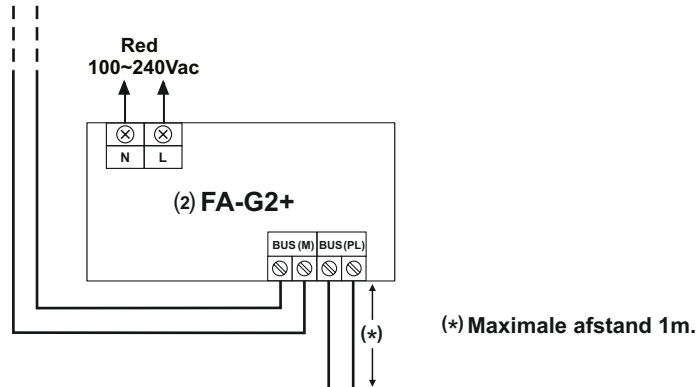 Red
100~240Vac
N L
(2) FA-G2+
BUS (M) BUS (PL)
(*)
(*) Maximale afstand 1m.